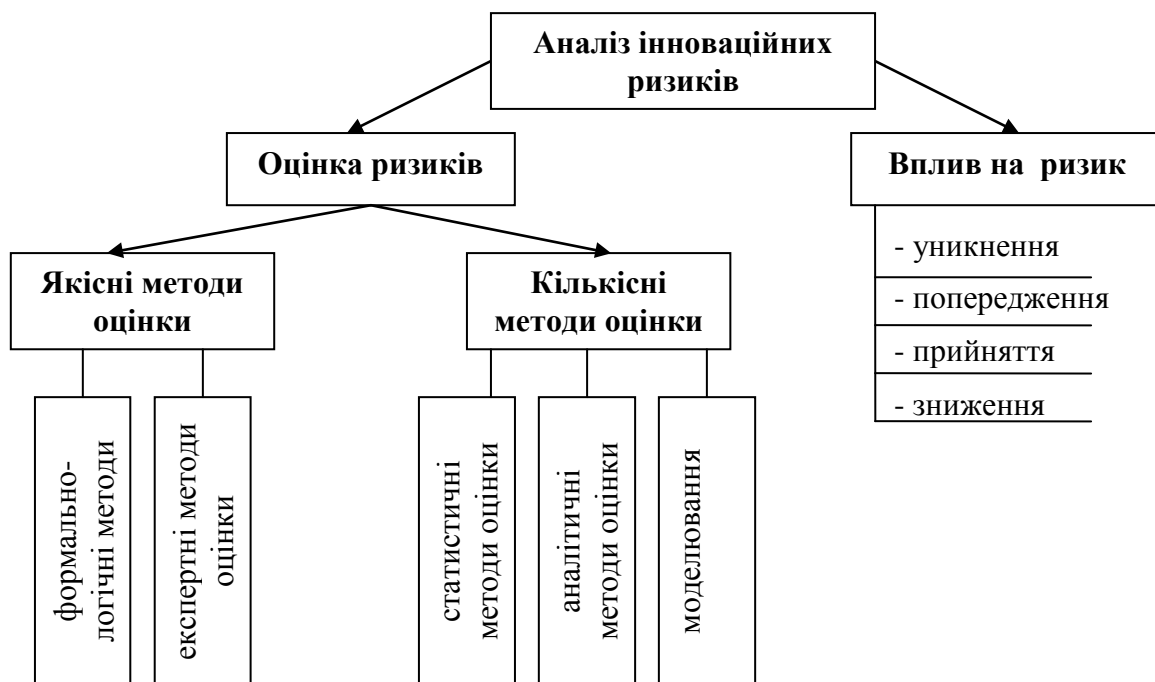 Аналіз інноваційних
ризиків
Оцінка ризиків
Вплив на ризик
Якісні методи
оцінки
Кількісні
методи оцінки
- уникнення
- попередження
- прийняття
- зниження
формально-
логічні методи
експертні методи
оцінки
статистичні
методи оцінки
аналітичні
методи оцінки
моделювання